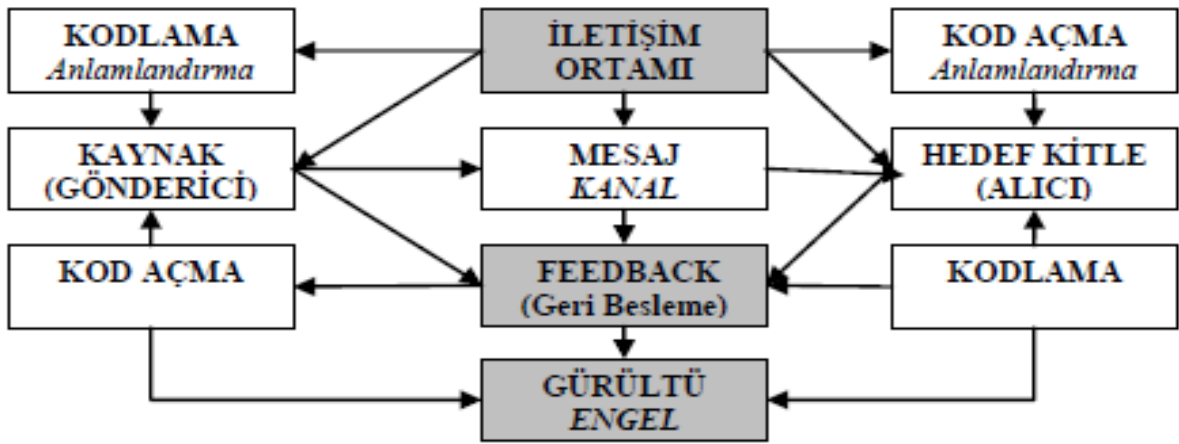 KODLAMA
Anlamlandırma
İLETİŞİM
ORTAMI
KOD AÇMA
Anlamlandırma
KAYNAK
(GÖNDERİCİ)
MESAJ
KANAL
HEDEF KİTLE
(ALICI)
KOD AÇMA
FEEDBACK
(Geri Besleme)
KODLAMA
GÜRÜLTÜ
ENGEL